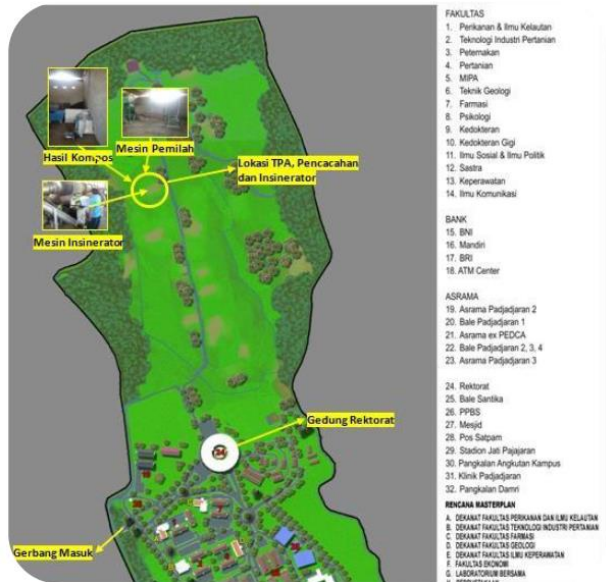 Hasil Kompos
Mesin Pemilah
Lokasi TPA, Pencacahan
dan Insinerator
Mesin Insinerator
Gedung Rektorat
24
Gerbang Masuk
FAKULTAS
1. Perikanan & Ilmu Kelautan
2. Teknologi Industri Pertanian
3. Peternakan
4. Pertanian
5. MIPA
6. Teknik Geologi
7. Farmasi
8. Psikologi
9. Kedokteran
10. Kedokteran Gigi
11. Ilmu Sosial & Ilmu Politik
12. Sastra
13. Keperawatan
14. Ilmu Komunikasi
BANK
15. BNI
16. Mandiri
17. BRI
18. ATM Center
ASRAMA
19. Asrama Padjadjaran 2
20. Bale Padjadjaran 1
21. Asrama ex PEDCA
22. Bale Padjadjaran 2, 3, 4
23. Asrama Padjadjaran 3
24. Rektorat
25. Bale Santika
26. PPBS
27. Mesjid
28. Pos Satpam
29. Stadion Jati Pajajaran
30. Pangkalan Angkutan Kampus
31. Klinik Padjadjaran
32. Pangkalan Damri
RENCANA MASTERPLAN
A. DEKANAT FAKULTAS PERIKANAN DAN ILMU KELAUTAN
B. DEKANAT FAKULTAS TEKNOLOGI INDUSTRI PERTANIAN
C. DEKANAT FAKULTAS FARMASI
D. DEKANAT FAKULTAS GEOLOGI
E. DEKANAT FAKULTAS ILMU KEPERAWATAN
F. FAKULTAS EKONOMI
G. LABORATORIUM BERSAMA